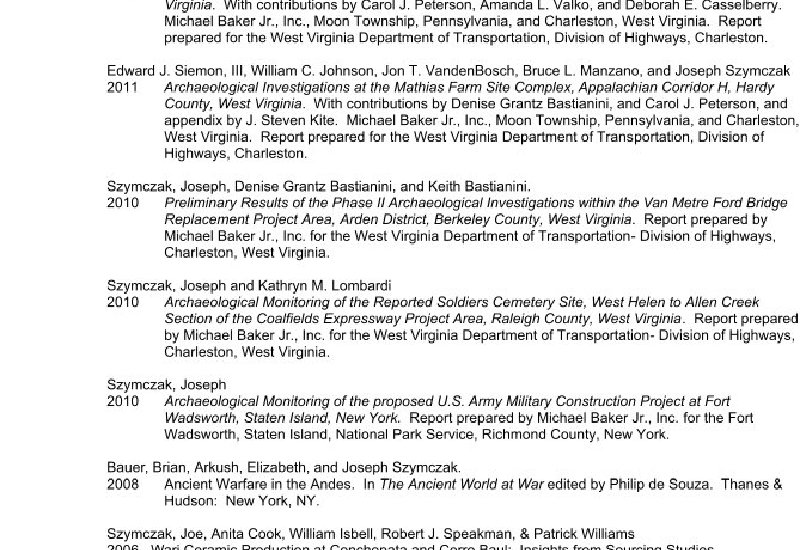 Virginia. With contributions by Carol J. Peterson, Amanda L. Valko, and Deborah E. Casselberry.
Michael Baker Jr., Inc., Moon Township, Pennsylvania, and Charleston, West Virginia. Report
prepared for the West Virginia Department of Transportation, Division of Highways, Charleston.
Edward J. Siemon, III, William C. Johnson, Jon T. VandenBosch, Bruce L. Manzano, and Joseph Szymczak
2011 Archaeological Investigations at the Mathias Farm Site Complex, Appalachian Corridor H, Hardy
County, West Virginia. With contributions by Denise Grantz Bastianini, and Carol J. Peterson, and
appendix by J. Steven Kite. Michael Baker Jr., Inc., Moon Township, Pennsylvania, and Charleston,
West Virginia. Report prepared for the West Virginia Department of Transportation, Division of
Highways, Charleston.
Szymczak, Joseph, Denise Grantz Bastianini, and Keith Bastianini.
2010 Preliminary Results of the Phase II Archaeological Investigations within the Van Metre Ford Bridge
Replacement Project Area, Arden District, Berkeley County, West Virginia. Report prepared by
Michael Baker Jr., Inc. for the West Virginia Department of Transportation- Division of Highways,
Charleston, West Virginia.
Szymczak, Joseph and Kathryn M. Lombardi
2010 Archaeological Monitoring of the Reported Soldiers Cemetery Site, West Helen to Allen Creek
Section of the Coalfields Expressway Project Area, Raleigh County, West Virginia. Report prepared
by Michael Baker Jr., Inc. for the West Virginia Department of Transportation- Division of Highways,
Charleston, West Virginia.
Szymczak, Joseph
2010 Archaeological Monitoring of the proposed U.S. Army Military Construction Project at Fort
Wadsworth, Staten Island, New York. Report prepared by Michael Baker Jr., Inc. for the Fort
Wadsworth, Staten Island, National Park Service, Richmond County, New York.
Bauer, Brian, Arkush, Elizabeth, and Joseph Szymczak.
2008 Ancient Warfare in the Andes. In The Ancient World at War edited by Philip de Souza. Thanes &
Hudson: New York, NY.
Szymczak, Joe, Anita Cook, William Isbell, Robert J. Speakman, & Patrick Williams
2006 Wari Ceramic Production at Conchopata and Cerro Baul: Insights from Sourcing Studies.